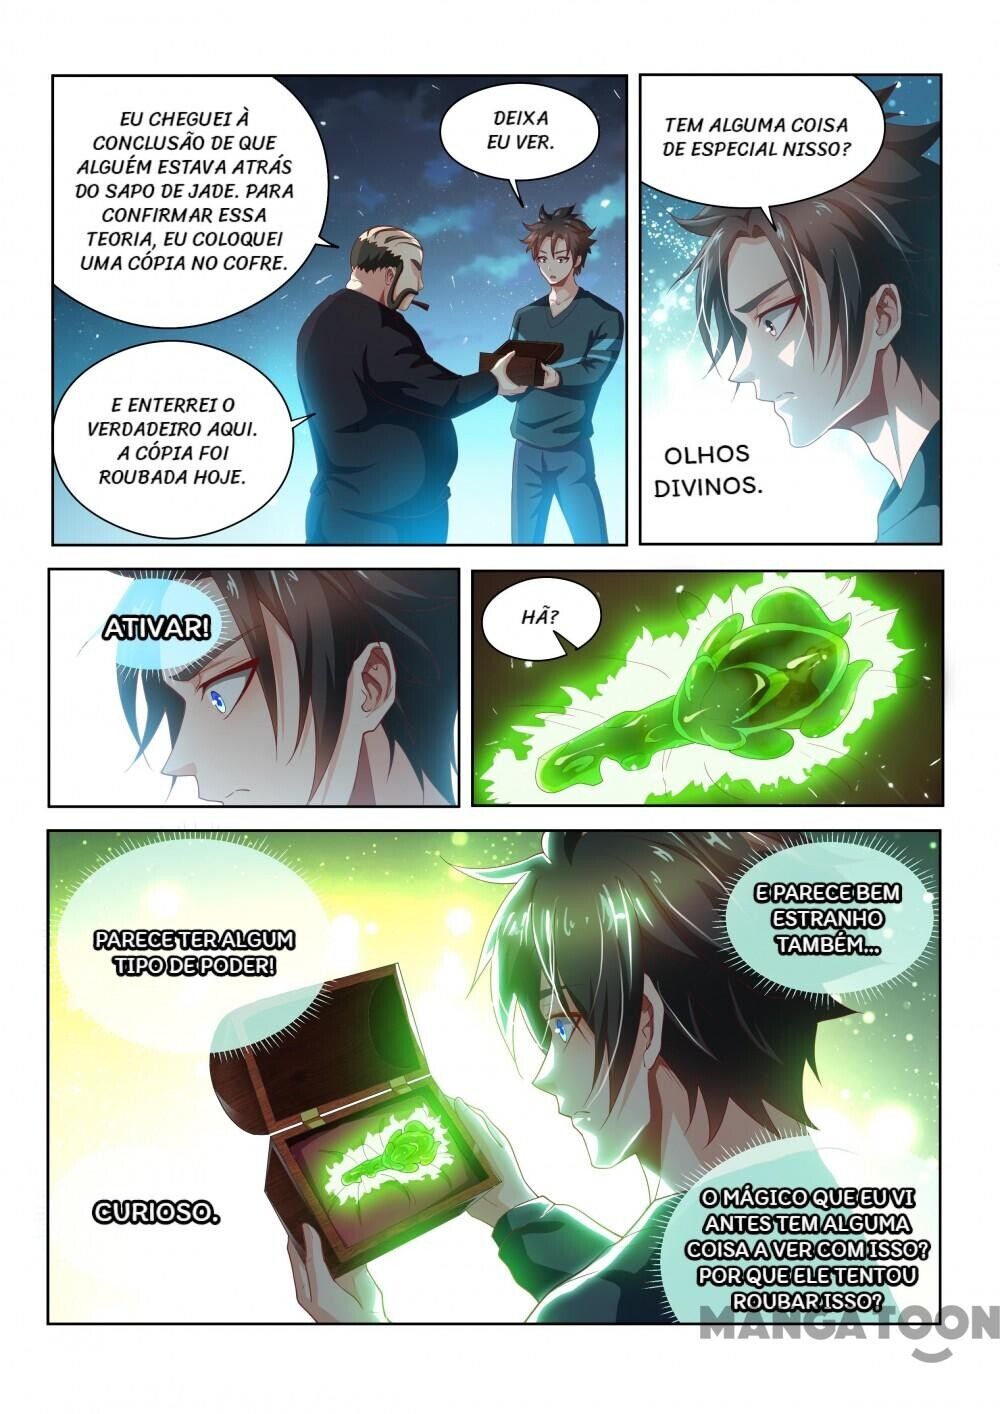 EU CHEGUEI À
CONCLUSÃO DE QUE
ALGUÉM ESTAVA ATRÁS
DO SAPO DE JADE. PARA
CONFIRMAR ESSA
TEORIA, EU COLOQUEI
UMA CÓPIA NO COFRE.
DEIXA
EU VER.
E ENTERREI O
VERDADEIRO AQUI.
A CÓPIA FOI
ROUBADA HOJE.
TEM ALGUMA COISA
DE ESPECIAL NISSO?
OLHOS
DIVINOS.
ATIVAR!
HÃ?
PARECE TER ALGUM
TIPO DE PODER!
E PARECE BEM
ESTRANHO
TAMBÉM...
CURIOSO.
O MÁGICO QUE EU VI
ANTES TEM ALGUMA
COISA A VER COM ISSO?
POR QUE ELE TENTOU
ROUBAR ISSO?
MANGATOON